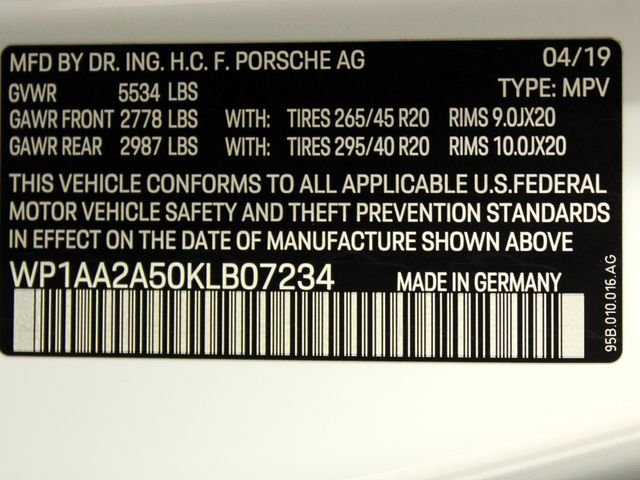 MFD BY DR. ING. H.C. F. PORSCHE AG 04/19
GVWR 5534 LBS TYPE: MPV
GAWR FRONT 2778 LBS WITH: TIRES 265/45 R20 RIMS 9.0JX20
GAWR REAR 2987 LBS WITH: TIRES 295/40 R20 RIMS 10.0JX20
THIS VEHICLE CONFORMS TO ALL APPLICABLE U.S.FEDERAL
MOTOR VEHICLE SAFETY AND THEFT PREVENTION STANDARDS
IN EFFECT ON THE DATE OF MANUFACTURE SHOWN ABOVE
WP1AA2A50KLB07234 MADE IN GERMANY
95B.010.016.AG